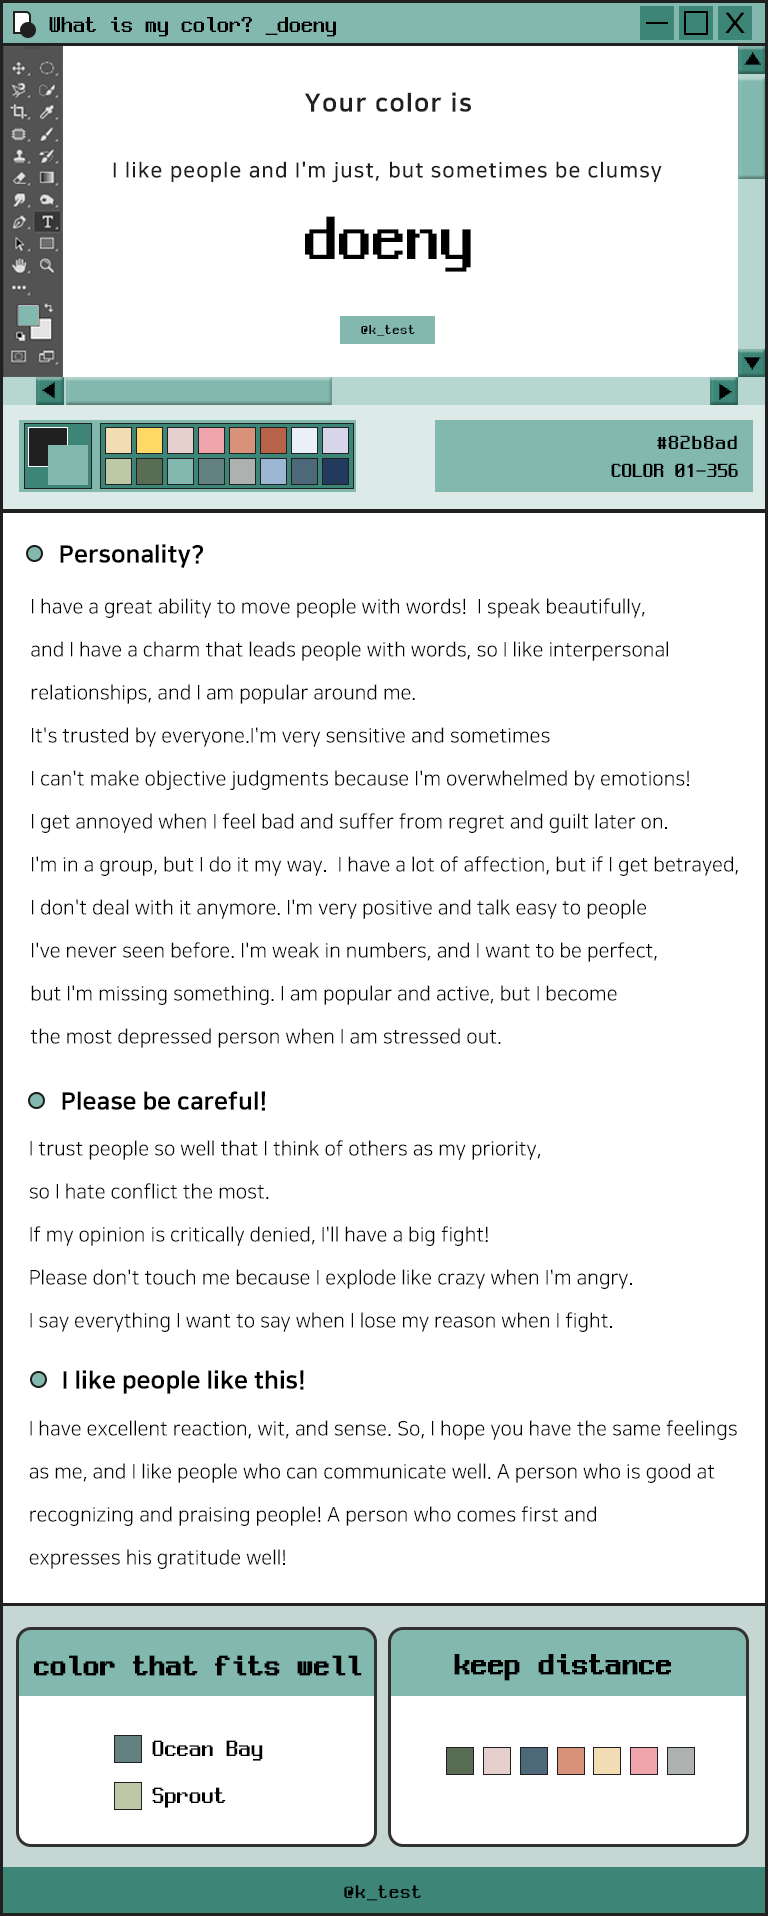 What is my color? _doeny
X
Your color is
I like people and I'm just, but sometimes be clumsy
doeny
@k_test
T
#82b8ad
COLOR 01-356
Personality?
I have a great ability to move people with words!  I speak beautifully,
and I have a charm that leads people with words, so I like interpersonal
relationships, and I am popular around me.
It's trusted by everyone.I'm very sensitive and sometimes
I can't make objective judgments because I'm overwhelmed by emotions!
I get annoyed when I feel bad and suffer from regret and guilt later on.
I'm in a group, but I do it my way.  I have a lot of affection, but if I get betrayed,
I don't deal with it anymore. I'm very positive and talk easy to people
I've never seen before. I'm weak in numbers, and I want to be perfect,
but I'm missing something. I am popular and active, but I become
the most depressed person when I am stressed out.
Please be careful!
I trust people so well that I think of others as my priority,
so I hate conflict the most.
If my opinion is critically denied, I'll have a big fight!
Please don't touch me because I explode like crazy when I'm angry.
I say everything I want to say when I lose my reason when I fight.
I like people like this!
I have excellent reaction, wit, and sense. So, I hope you have the same feelings
as me, and I like people who can communicate well. A person who is good at
recognizing and praising people! A person who comes first and
expresses his gratitude well!
color that fits well
Ocean Bay
Sprout
keep distance
@k_test